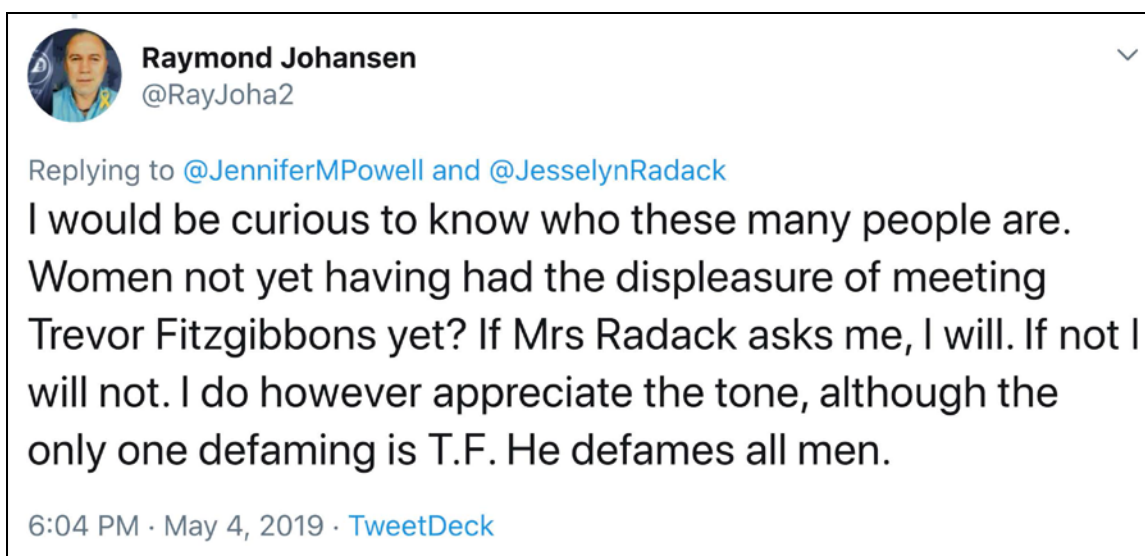 Raymond Johansen
@RayJoha2
Replying to @JenniferMPowell and @JesselynRadack
I would be curious to know who these many people are.
Women not yet having had the displeasure of meeting
Trevor Fitzgibbons yet? If Mrs Radack asks me, I will. If not I
will not. I do however appreciate the tone, although the
only one defaming is T.F. He defames all men.
6:04 PM · May 4, 2019 · TweetDeck